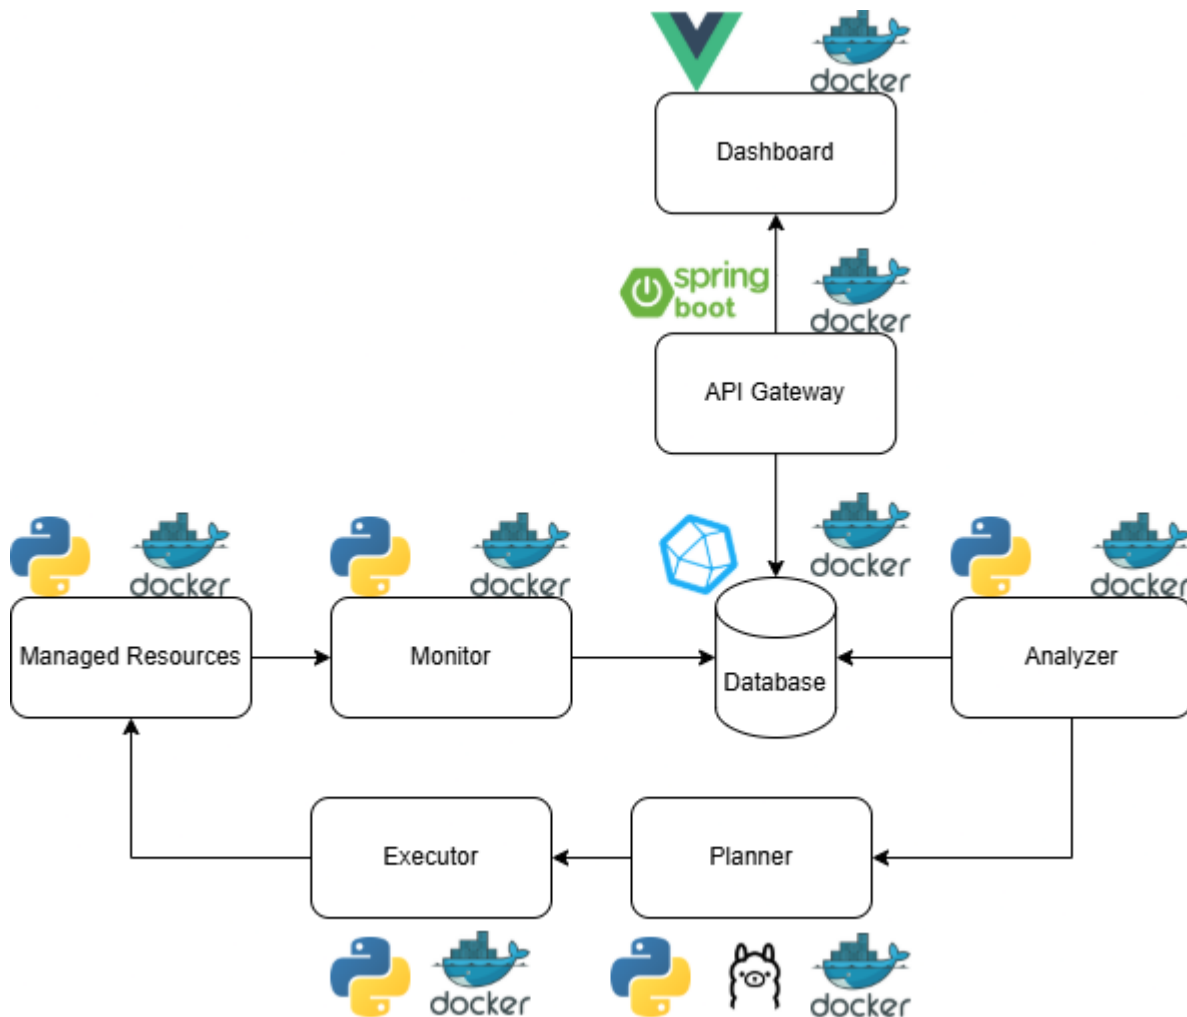 docker
Dashboard
spring
boot
docker
API Gateway
docker
docker
docker
docker
Managed Resources
Monitor
Database
Analyzer
Executor
Planner
docker
docker